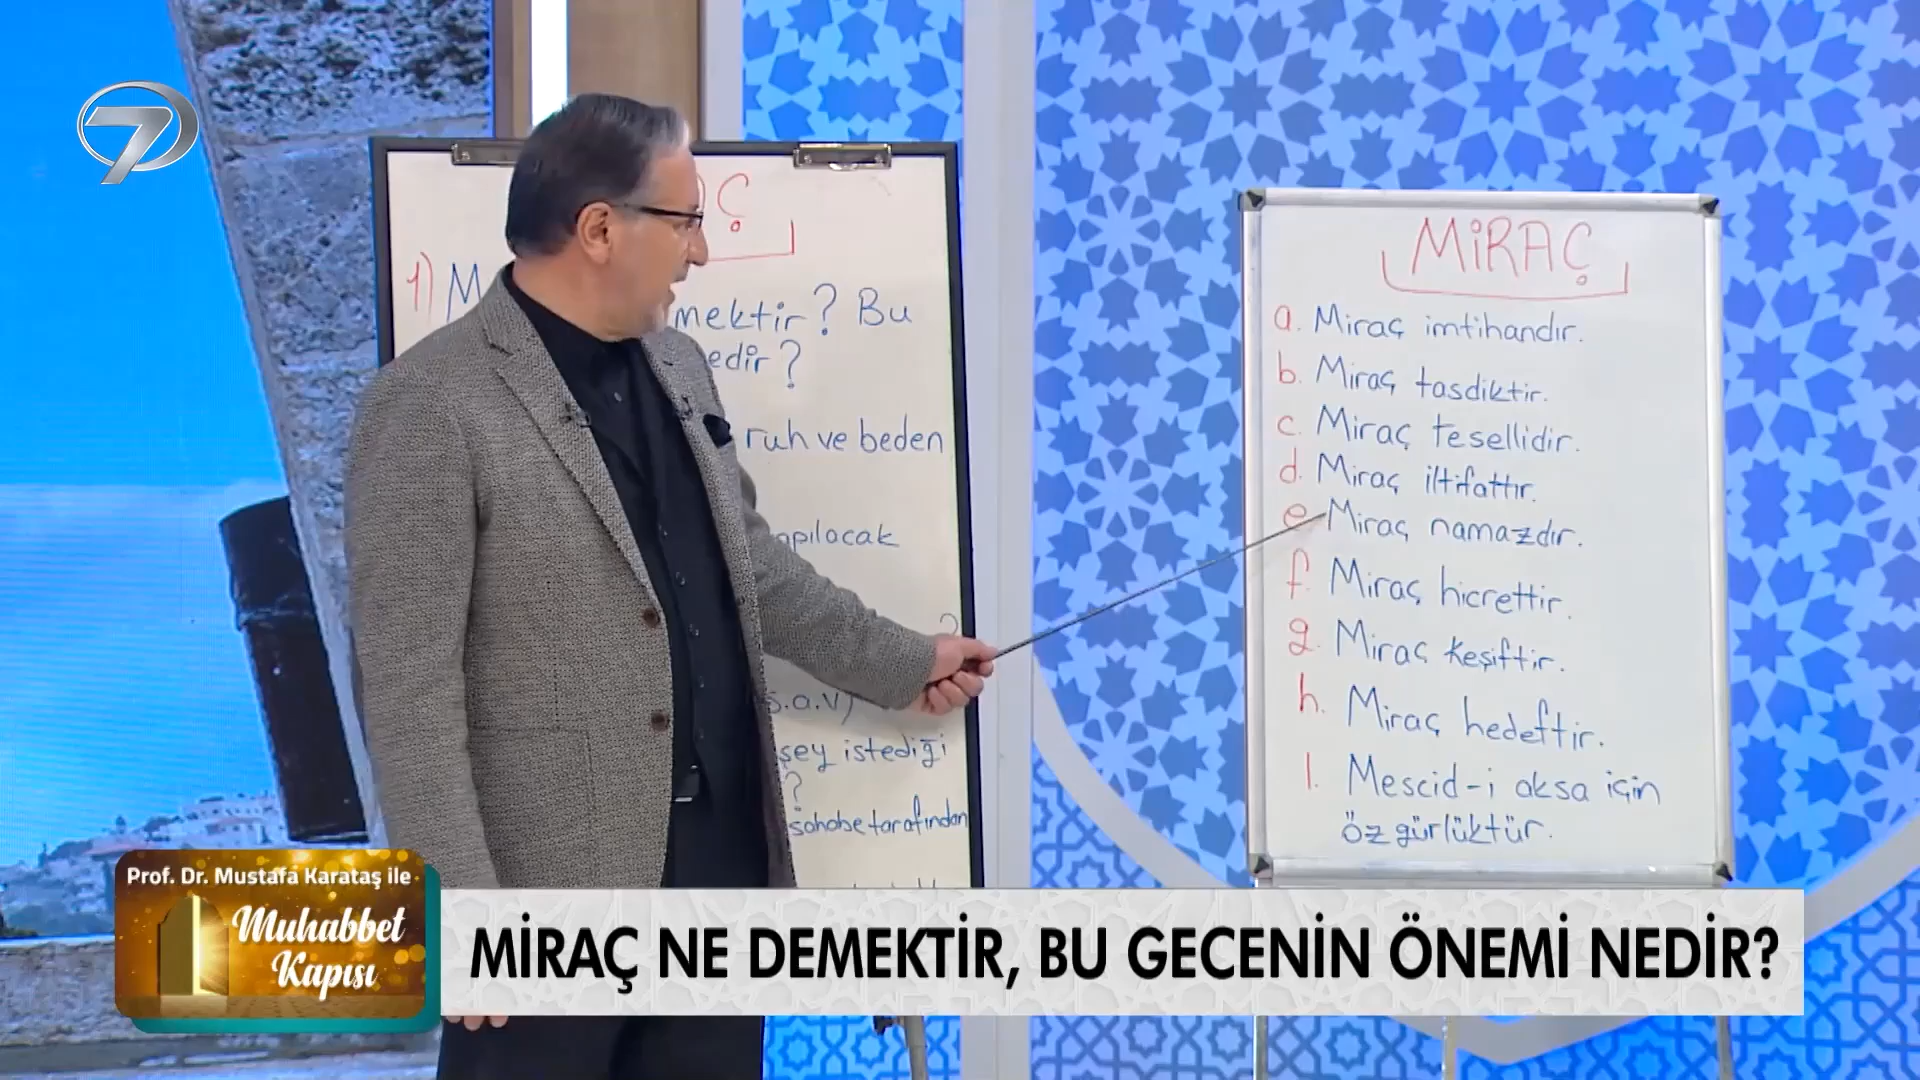 7
Ç
1) M
mektir? Bu
edir?
ruh ve beden
apılacak
?
s.a.v)
şey istediği
?
sahabe tarafından
MİRAÇ
a. Miraç imtihandır.
b. Miraç tasdiktir.
c. Miraç tesellidir.
d. Miraç iltifattır.
e. Miraç namazdır.
f. Miraç hicrettir.
g. Miraç keşiftir.
h. Miraç hedeftir.
l. Mescid-i aksa için
özgürlüktür.
Prof. Dr. Mustafa Karataş ile
Muhabbet
Kapısı
MİRAÇ NE DEMEKTİR, BU GECENİN ÖNEMİ NEDİR?